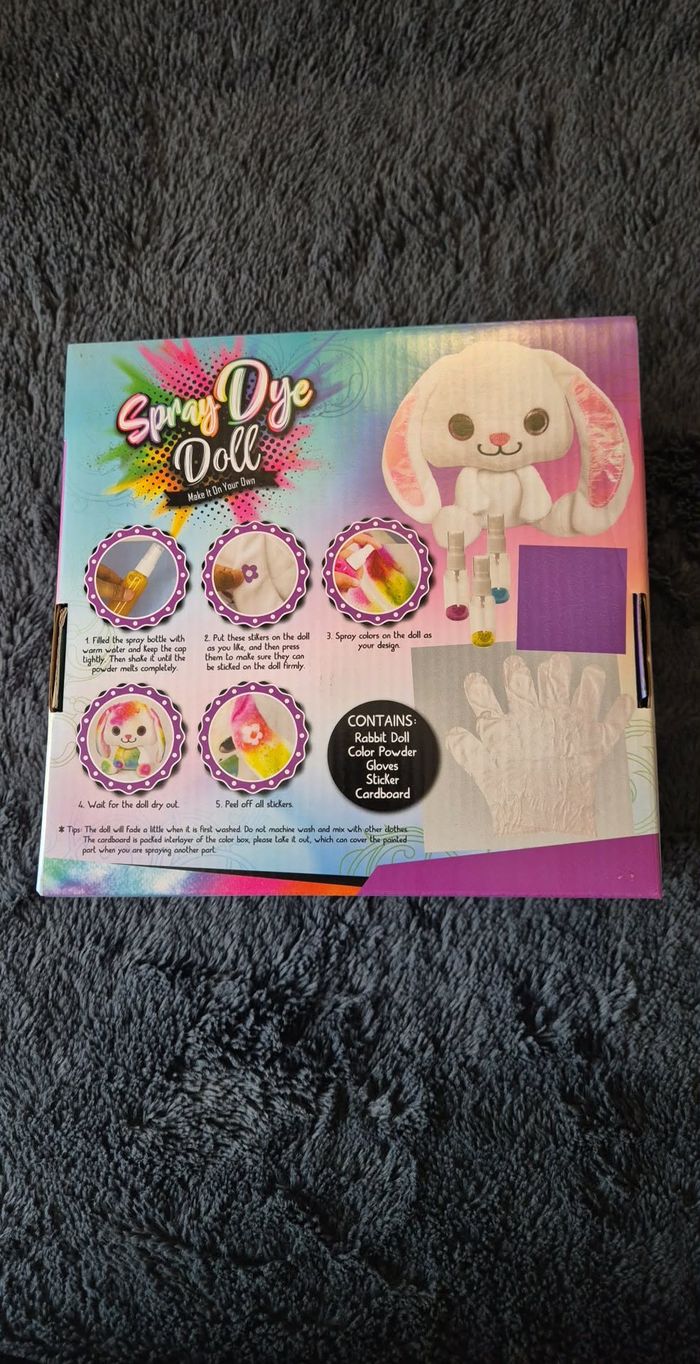 Spray Dye
Doll
Make It On Your Own
1. Filled the spray bottle with
warm water and keep the cap
tightly. Then shake it until the
powder melts completely.
2. Put these stikers on the doll
as you like, and then press
them to make sure they can
be sticked on the doll firmly.
3. Spray colors on the doll as
your design.
4. Wait for the doll dry out.
5. Peel off all stickers.
CONTAINS:
Rabbit Doll
Color Powder
Gloves
Sticker
Cardboard
* Tips: The doll will fade a little when it is first washed. Do not machine wash and mix with other clothes.
The cardboard is packed interlayer of the color box, please take it out, which can cover the painted
part when you are spraying another part.